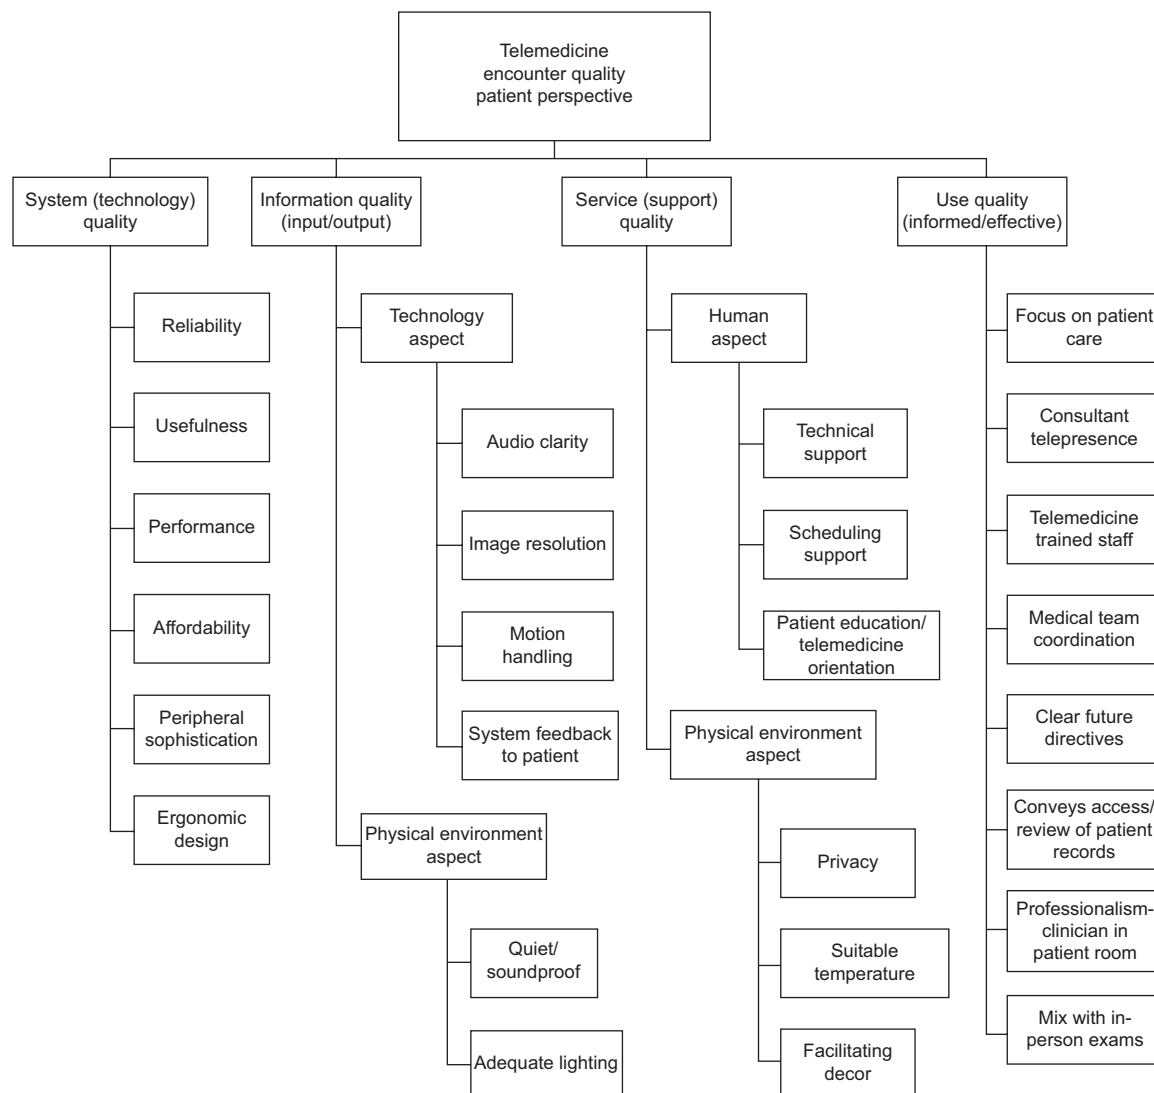 Telemedicine
encounter quality
patient perspective
System (technology)
quality
Information quality
(input/output)
Service (support)
quality
Use quality
(informed/effective)
Reliability
Usefulness
Performance
Affordability
Peripheral
sophistication
Ergonomic
design
Technology
aspect
Audio clarity
Image resolution
Motion
handling
System feedback
to patient
Physical environment
aspect
Quiet/
soundproof
Adequate lighting
Human
aspect
Technical
support
Scheduling
support
Patient education/
telemedicine
orientation
Physical environment
aspect
Privacy
Suitable
temperature
Facilitating
decor
Focus on patient
care
Consultant
telepresence
Telemedicine
trained staff
Medical team
coordination
Clear future
directives
Conveys access/
review of patient
records
Professionalism-
clinician in
patient room
Mix with in-
person exams